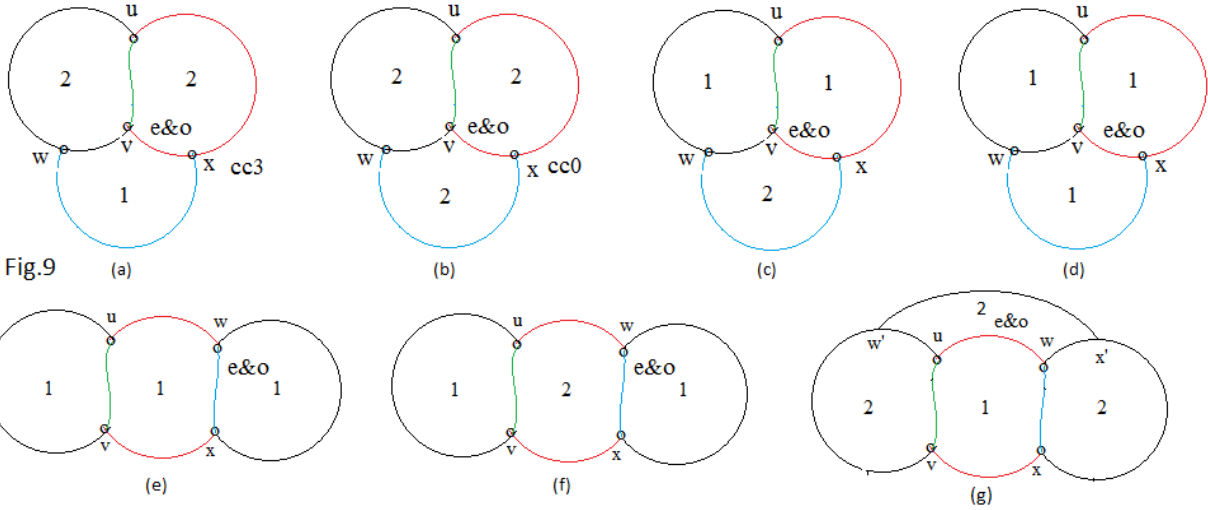 u u u u
2 2 2 2 1 1 1 1
e&o e&o e&o e&o
w v x cc3 w v x cc0 w v x w v x
1 2 2 1
Fig.9 (a) (b) (c) (d)
2 e&o
u w u w w' u w x'
e&o e&o
1 1 1 1 2 1 2 1 2
v x v x v x
(e) (f) (g)